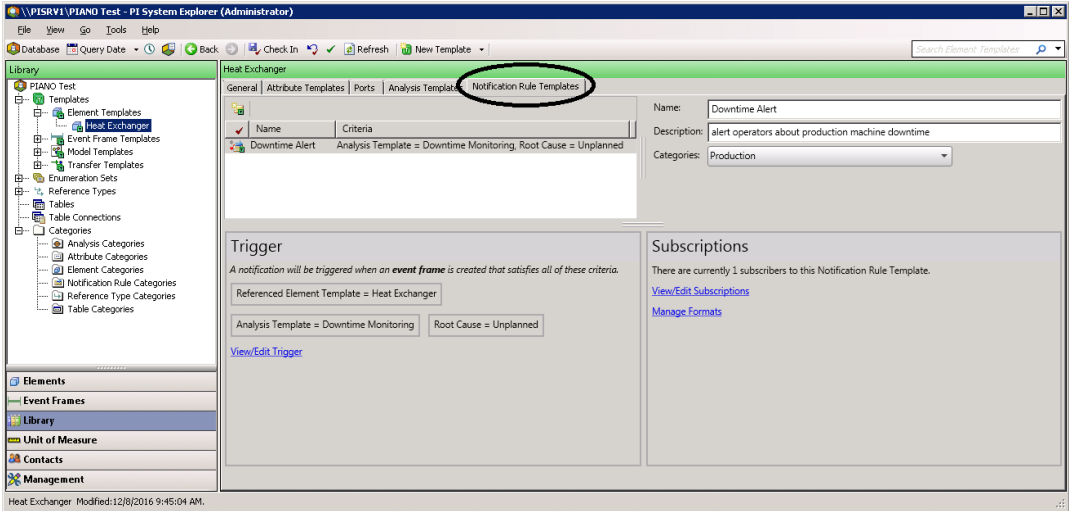 \\PISRV1\PIANO Test - PI System Explorer (Administrator)
File View Go Tools Help
Database Query Date Back Check In Refresh New Template Search Element Templates
Library
PIANO Test
Templates
Element Templates
Heat Exchanger
Event Frame Templates
Model Templates
Transfer Templates
Enumeration Sets
Reference Types
Tables
Table Connections
Categories
Analysis Categories
Attribute Categories
Element Categories
Notification Rule Categories
Reference Type Categories
Table Categories
Elements
Event Frames
Library
Unit of Measure
Contacts
Management
Heat Exchanger
General Attribute Templates Ports Analysis Templates Notification Rule Templates
Name Criteria
Downtime Alert Analysis Template = Downtime Monitoring, Root Cause = Unplanned
Name: Downtime Alert
Description: alert operators about production machine downtime
Categories: Production
Trigger
A notification will be triggered when an event frame is created that satisfies all of these criteria.
Referenced Element Template = Heat Exchanger
Analysis Template = Downtime Monitoring Root Cause = Unplanned
View/Edit Trigger
Subscriptions
There are currently 1 subscribers to this Notification Rule Template.
View/Edit Subscriptions
Manage Formats
Heat Exchanger Modified:12/8/2016 9:45:04 AM.